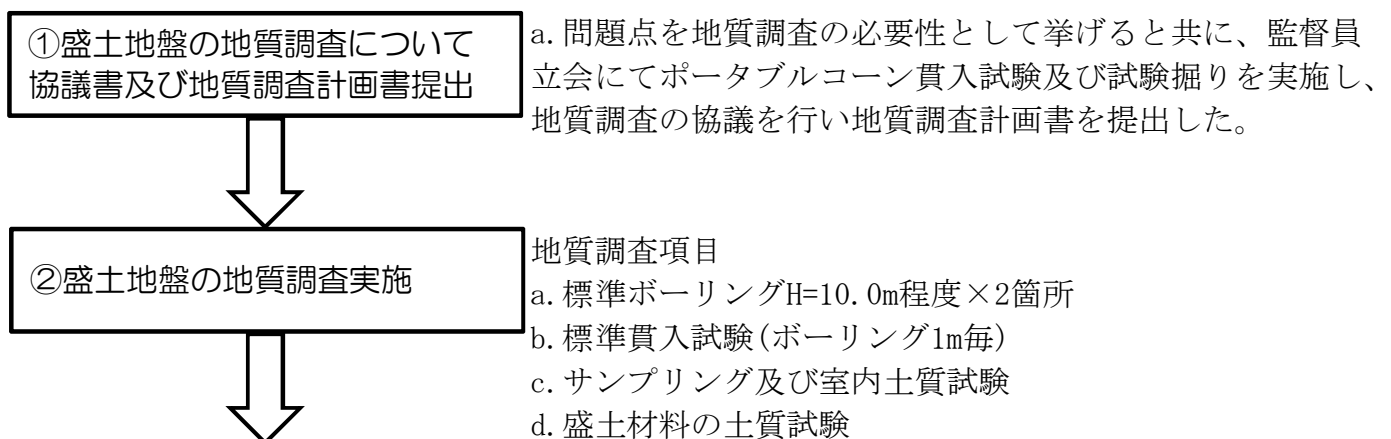 ①盛土地盤の地質調査について
協議書及び地質調査計画書提出
a.問題点を地質調査の必要性として挙げると共に、監督員
立会にてポータブルコーン貫入試験及び試験掘りを実施し、
地質調査の協議を行い地質調査計画書を提出した。
②盛土地盤の地質調査実施
地質調査項目
a.標準ボーリングH=10.0m程度×2箇所
b.標準貫入試験(ボーリング1m毎)
c.サンプリング及び室内土質試験
d.盛土材料の土質試験